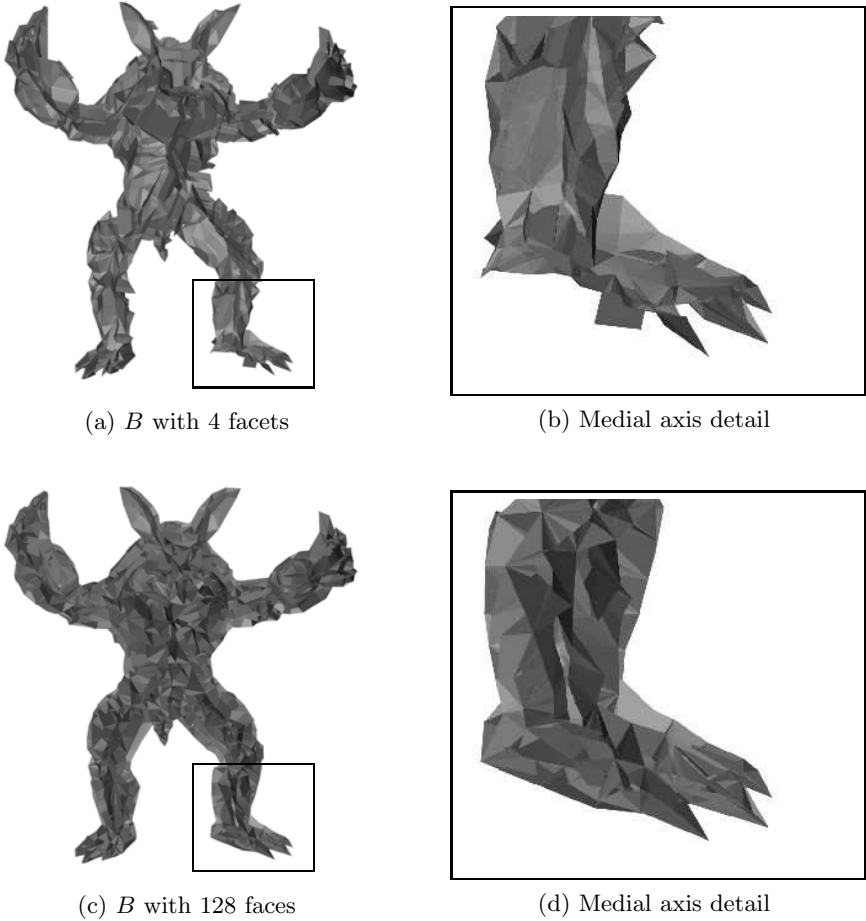 (a) B with 4 facets
(b) Medial axis detail
(c) B with 128 faces
(d) Medial axis detail